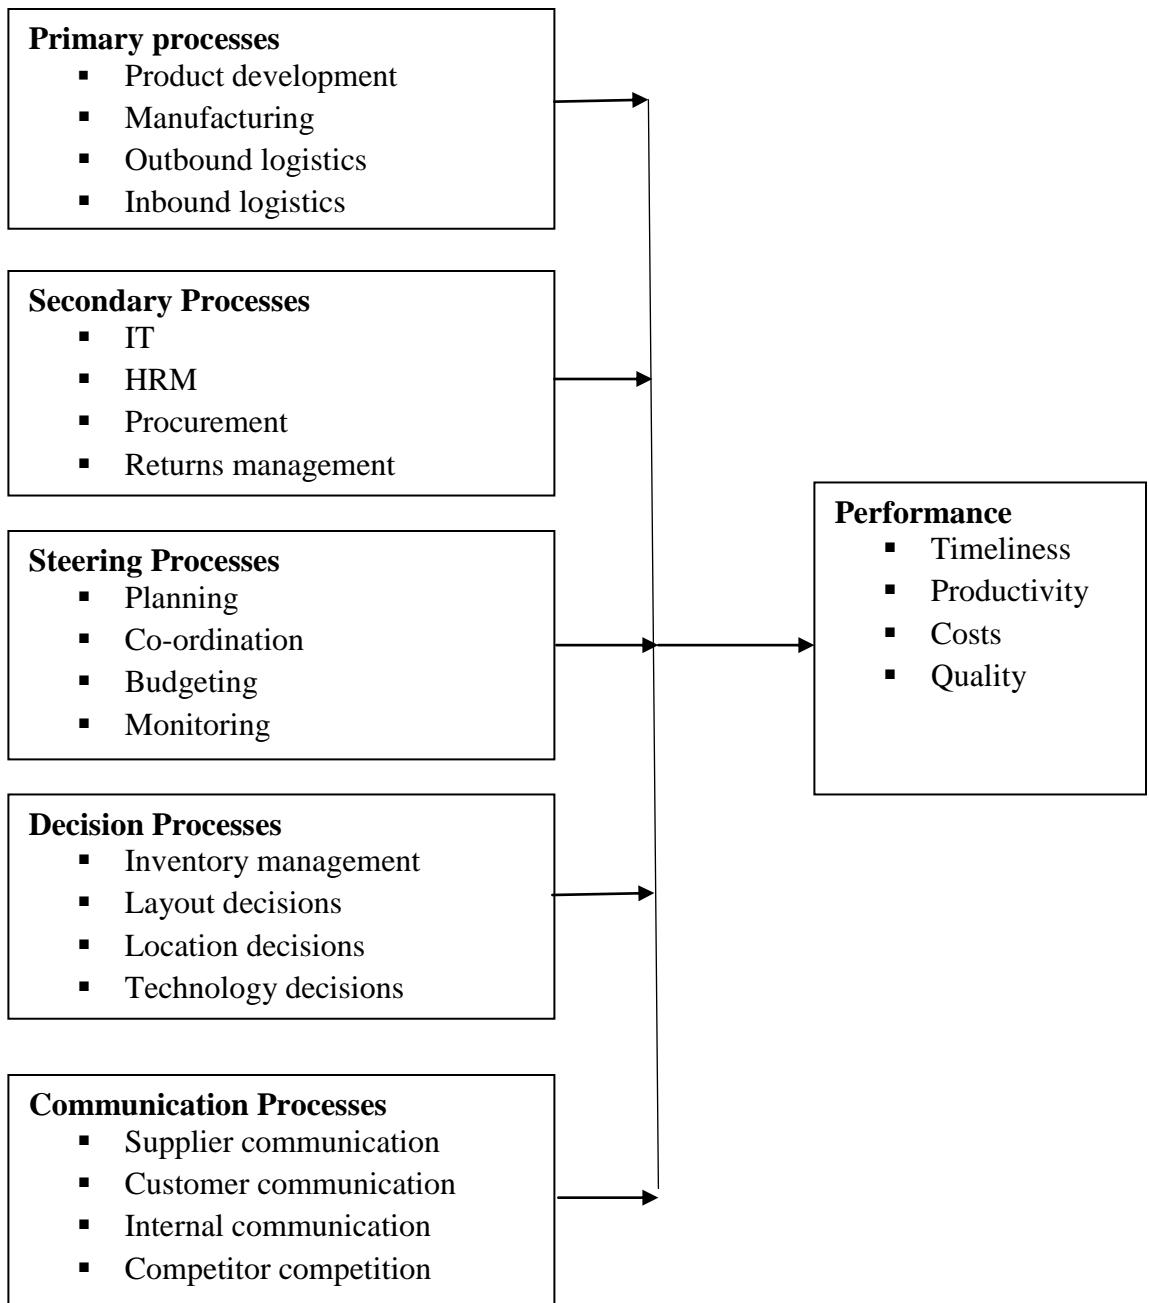 Primary processes
▪ Product development
▪ Manufacturing
▪ Outbound logistics
▪ Inbound logistics
Secondary Processes
▪ IT
▪ HRM
▪ Procurement
▪ Returns management
Steering Processes
▪ Planning
▪ Co-ordination
▪ Budgeting
▪ Monitoring
Decision Processes
▪ Inventory management
▪ Layout decisions
▪ Location decisions
▪ Technology decisions
Communication Processes
▪ Supplier communication
▪ Customer communication
▪ Internal communication
▪ Competitor competition
Performance
▪ Timeliness
▪ Productivity
▪ Costs
▪ Quality